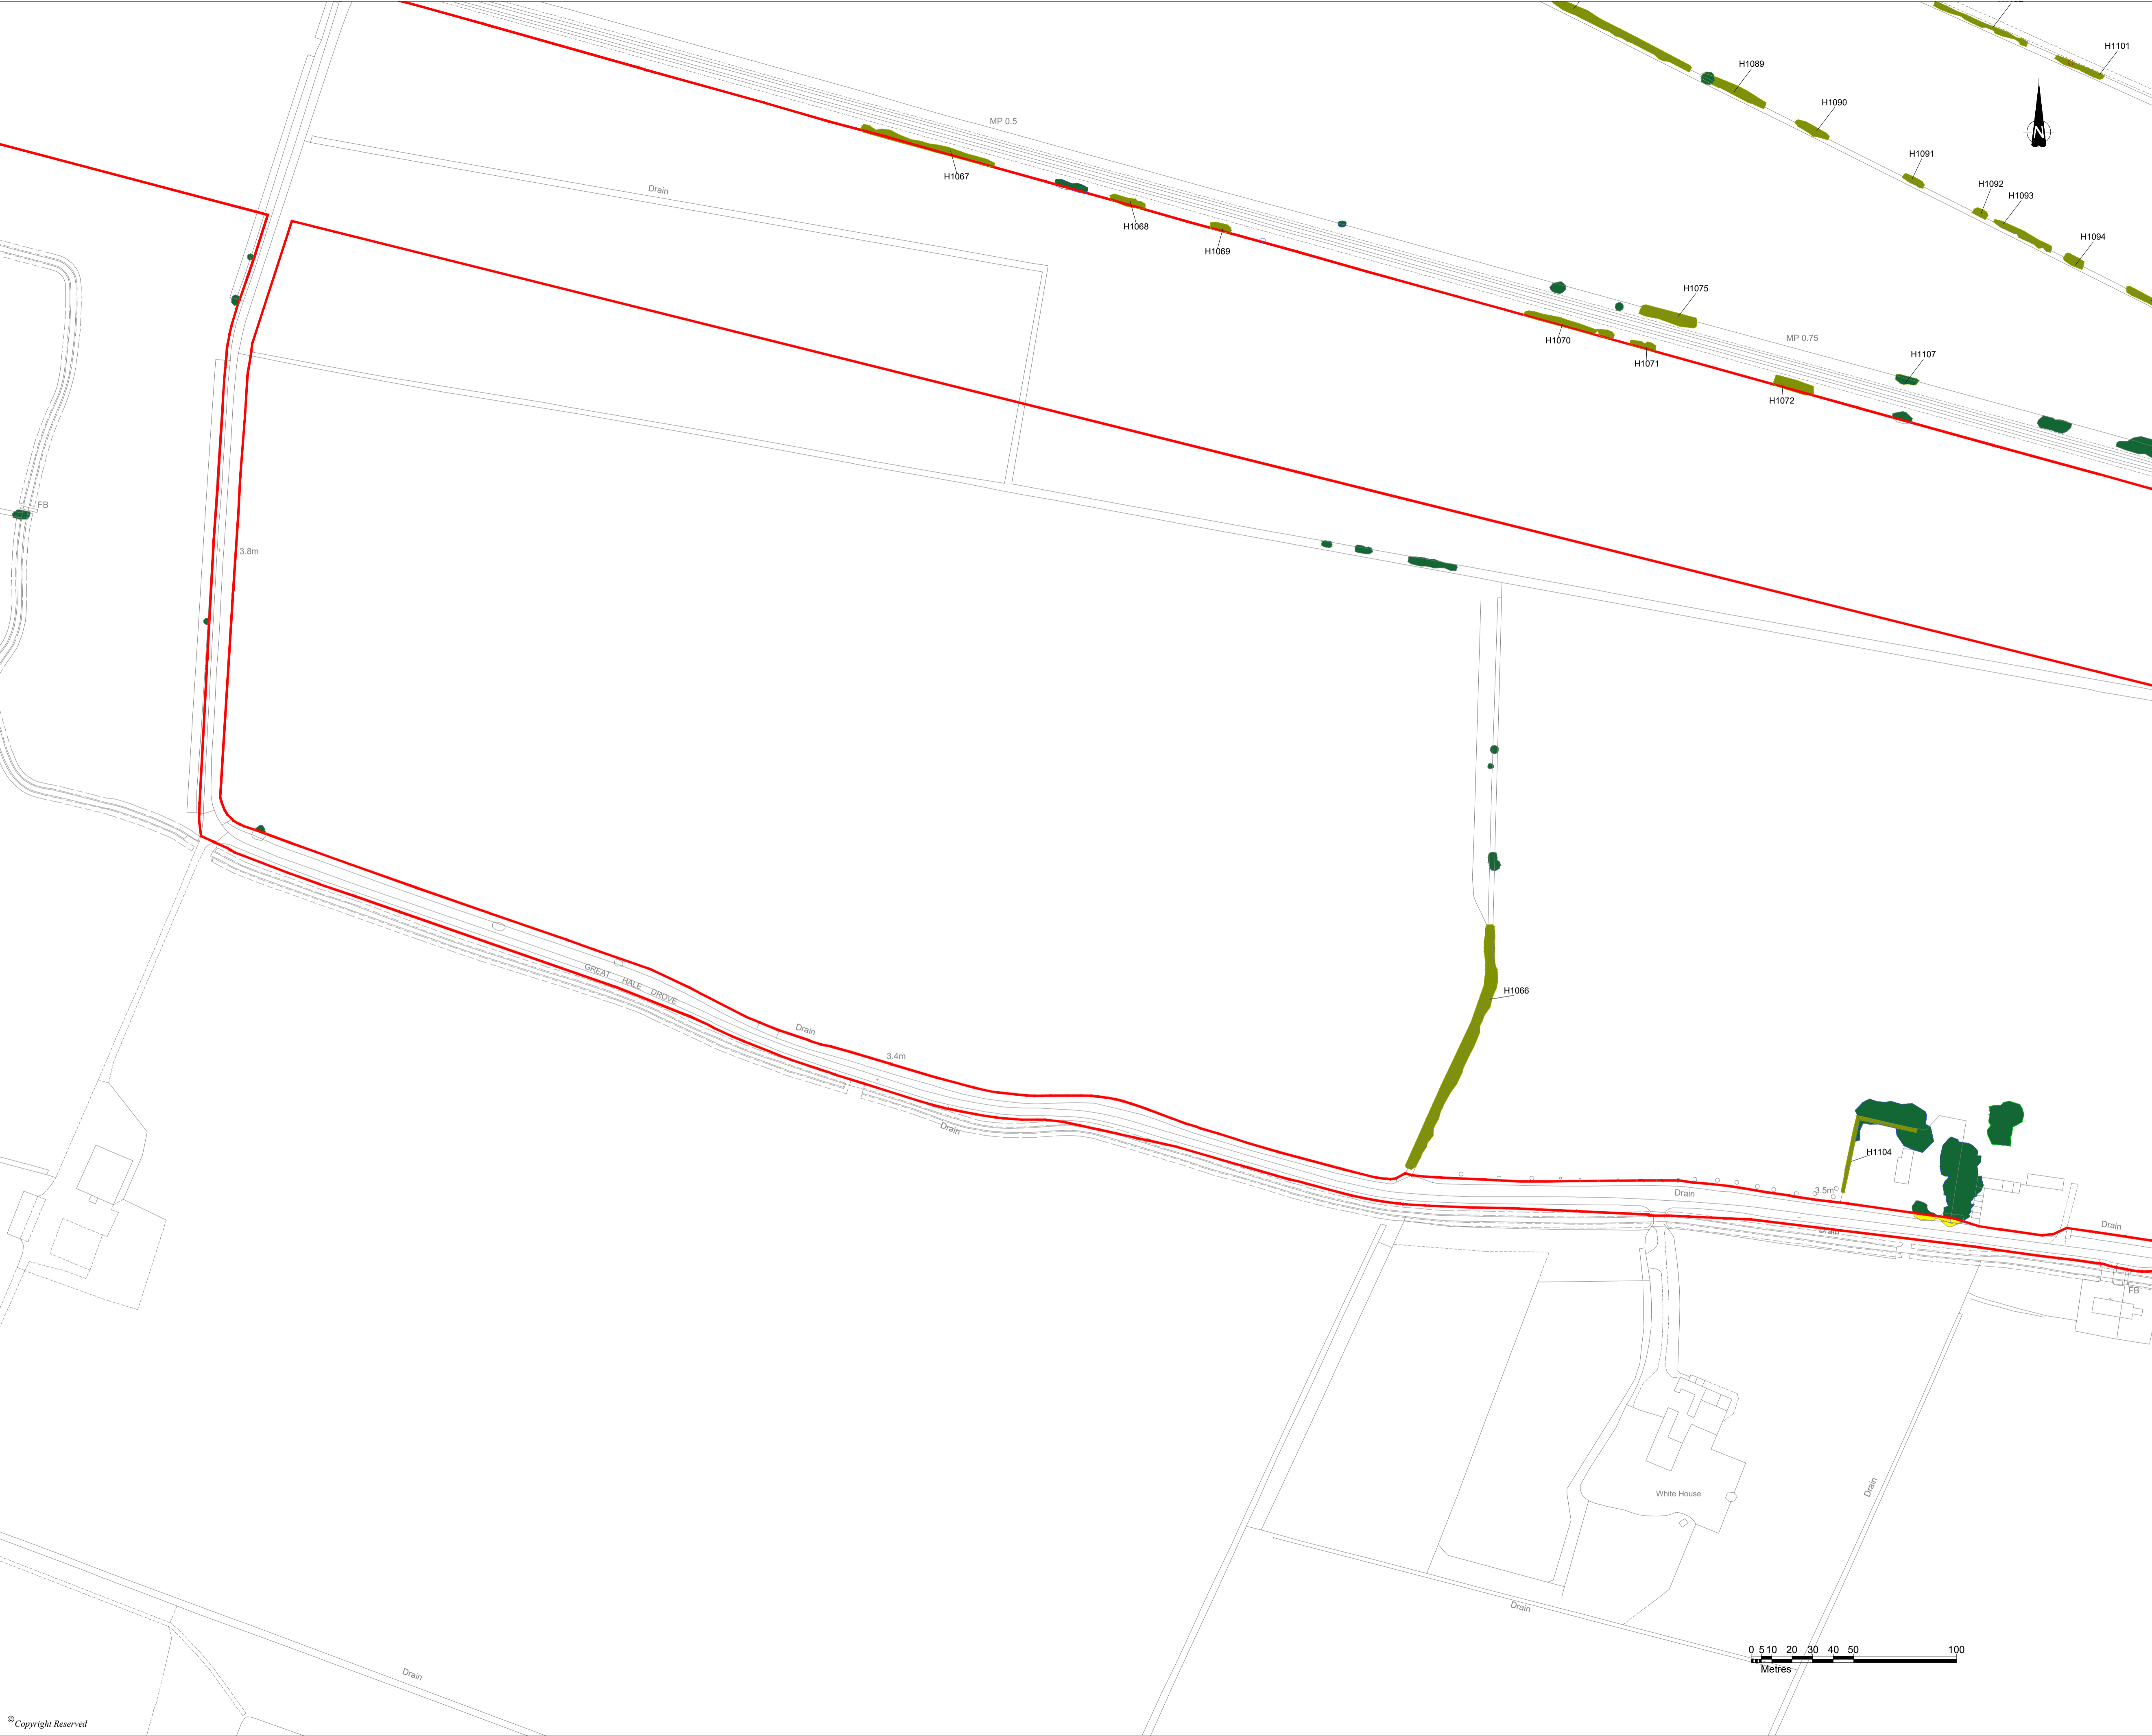 H1101
H1089
H1090
N
MP 0.5
H1091
H1067
Drain
H1092
H1093
H1068
H1069
H1094
H1075
MP 0.75
H1070
H1107
H1071
H1072
FB
3.8m
GREAT HALE DROVE
H1066
Drain
3.4m
Drain
H1104
3.5m
Drain
Drain
Drain
FB
White House
Drain
Drain
Drain
0 5 10 20 30 40 50 100
Metres
© Copyright Reserved